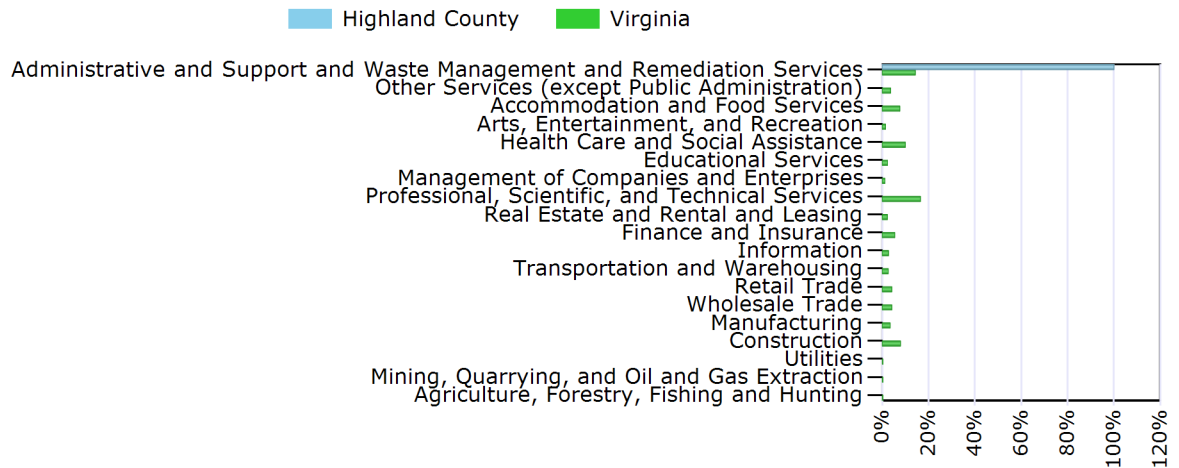 Highland County
Virginia
Administrative and Support and Waste Management and Remediation Services
Other Services (except Public Administration)
Accommodation and Food Services
Arts, Entertainment, and Recreation
Health Care and Social Assistance
Educational Services
Management of Companies and Enterprises
Professional, Scientific, and Technical Services
Real Estate and Rental and Leasing
Finance and Insurance
Information
Transportation and Warehousing
Retail Trade
Wholesale Trade
Manufacturing
Construction
Utilities
Mining, Quarrying, and Oil and Gas Extraction
Agriculture, Forestry, Fishing and Hunting
0%
20%
40%
60%
80%
100%
120%